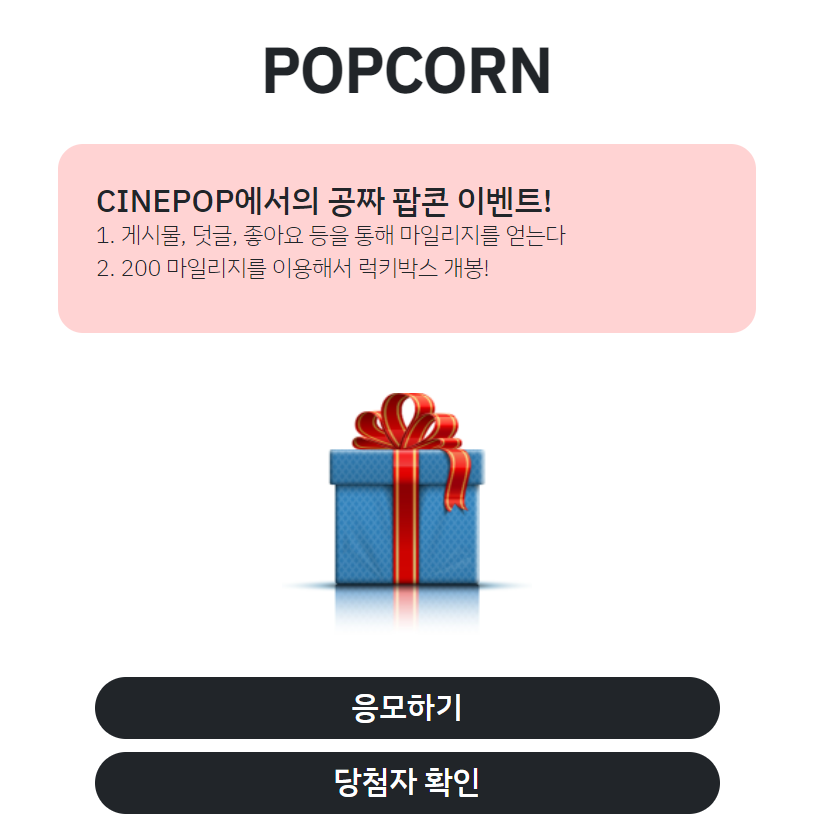 POPCORN
CINEPOP에서의 공짜 팝콘 이벤트!
1. 게시물, 덧글, 좋아요 등을 통해 마일리지를 얻는다
2. 200 마일리지를 이용해서 럭키박스 개봉!
응모하기
당첨자 확인